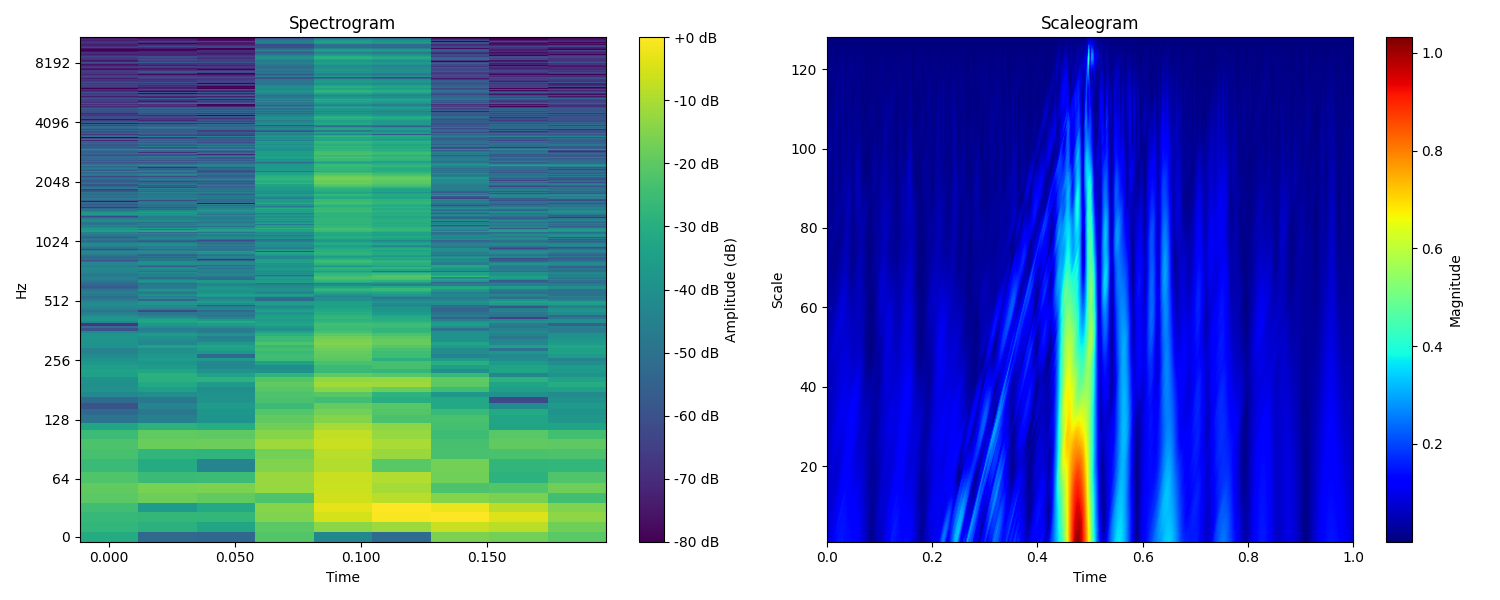 Spectrogram
Hz
8192
4096
2048
1024
512
256
128
64
0
0.000 0.050 0.100 0.150
Time
+0 dB
-10 dB
-20 dB
-30 dB
-40 dB
-50 dB
-60 dB
-70 dB
-80 dB
Amplitude (dB)
Scaleogram
Scale
120
100
80
60
40
20
0.0 0.2 0.4 0.6 0.8 1.0
Time
1.0
0.8
0.6
0.4
0.2
Magnitude